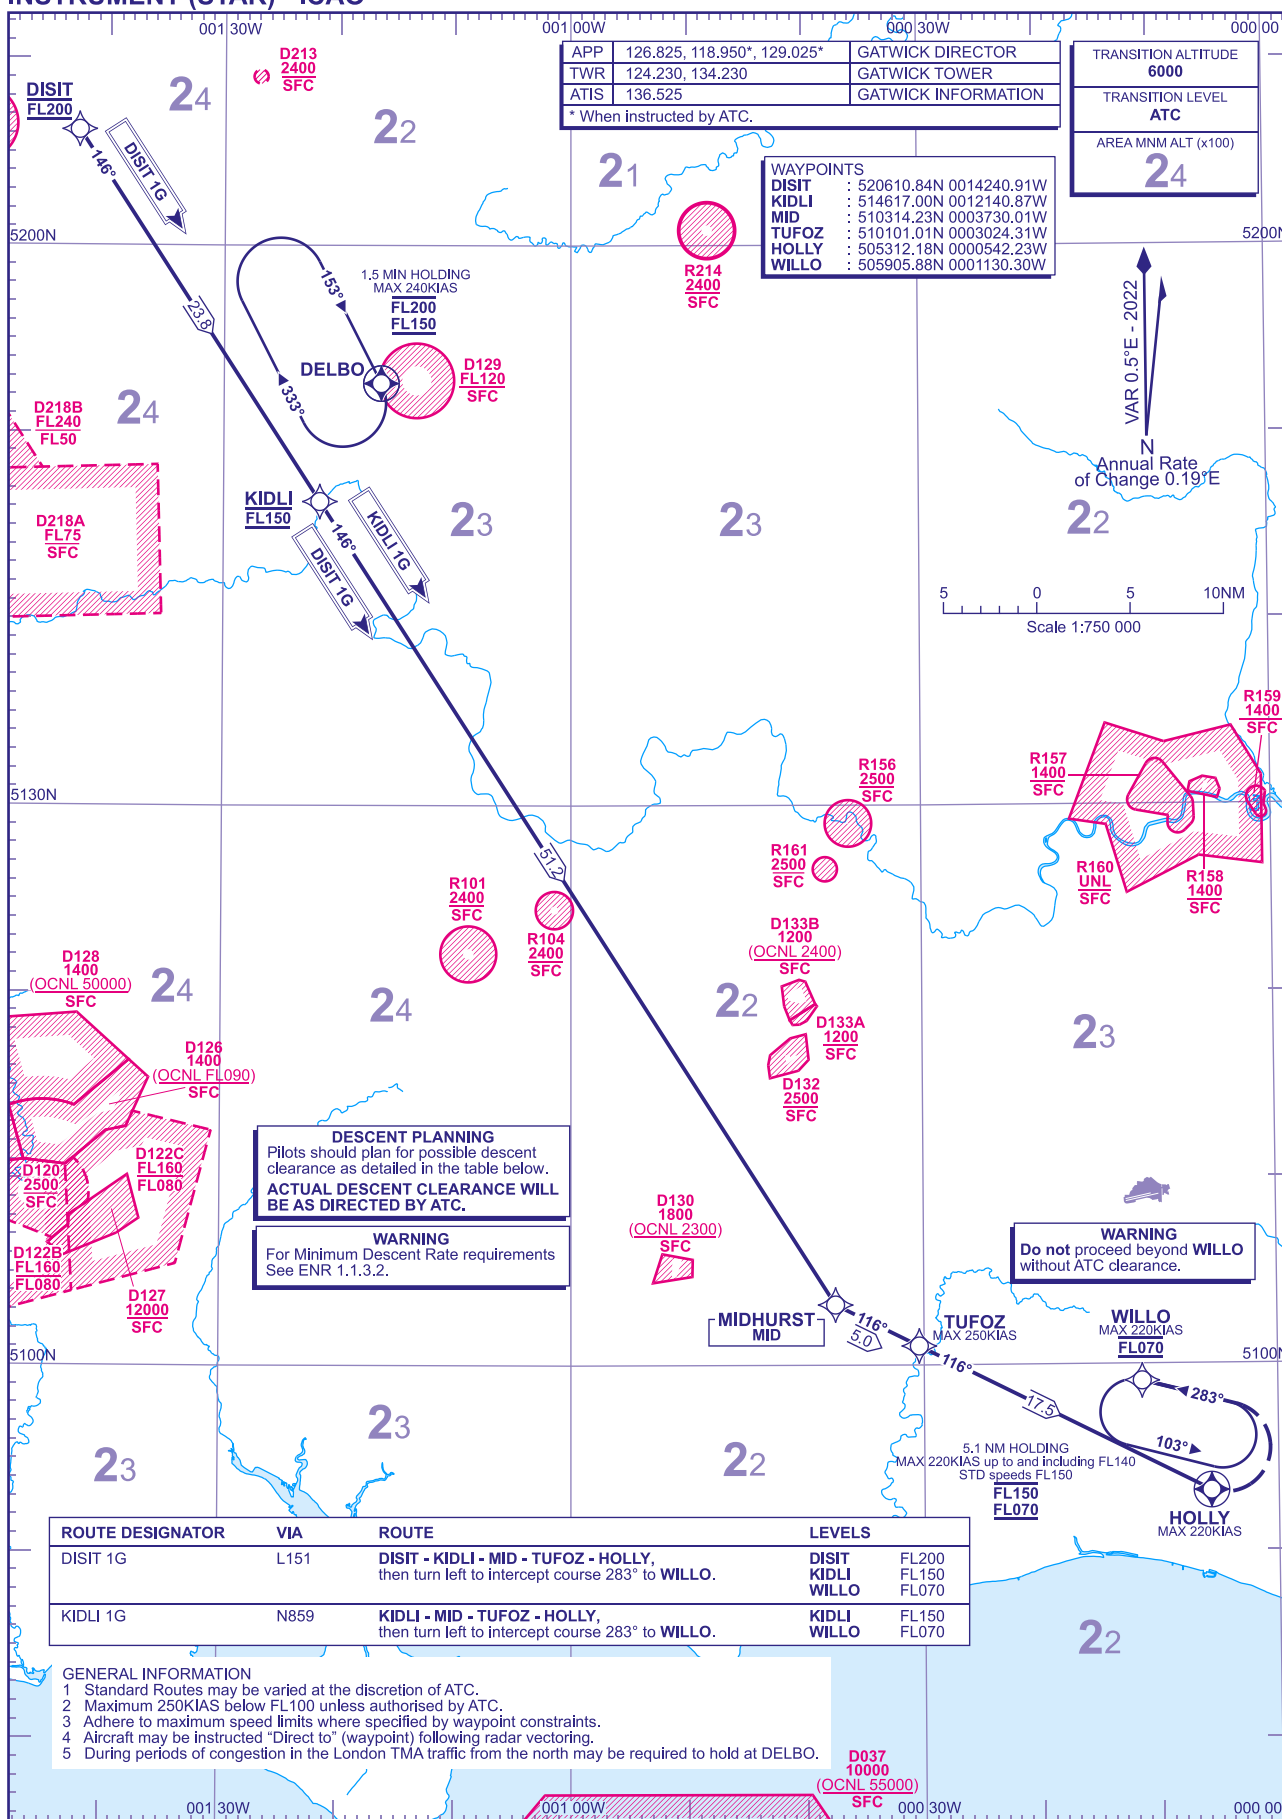 INSTRUMENT (STAR) - ICAO
001 30W
001 00W
000 30W
000 00
APP 126.825, 118.950*, 129.025* GATWICK DIRECTOR
TWR 124.230, 134.230 GATWICK TOWER
ATIS 136.525 GATWICK INFORMATION
* When instructed by ATC.
TRANSITION ALTITUDE
6000
TRANSITION LEVEL
ATC
AREA MNM ALT (x100)
24
WAYPOINTS
DISIT : 520610.84N 0014240.91W
KIDLI : 514617.00N 0012140.87W
MID : 510314.23N 0003730.01W
TUFOZ : 510101.01N 0003024.31W
HOLLY : 505312.18N 0000542.23W
WILLO : 505905.88N 0001130.30W
D213
2400
SFC
DISIT
FL200
24
22
21
146°
DISIT 1G
5200N
5200N
R214
2400
SFC
153°
1.5 MIN HOLDING
MAX 240KIAS
FL200
FL150
23.8
DELBO
333°
D129
FL120
SFC
VAR 0.5°E - 2022
N
Annual Rate
of Change 0.19°E
D218B
FL240
FL50
24
D218A
FL75
SFC
KIDLI
FL150
146°
KIDLI 1G
DISIT 1G
23
23
22
5 0 5 10NM
Scale 1:750 000
R159
1400
SFC
R157
1400
SFC
R156
2500
SFC
5130N
R161
2500
SFC
R160
UNL
SFC
R158
1400
SFC
51.2
R101
2400
SFC
R104
2400
SFC
D133B
1200
(OCNL 2400)
SFC
D128
1400
(OCNL 50000)
SFC
24
24
22
23
D133A
1200
SFC
D132
2500
SFC
D126
1400
(OCNL FL090)
SFC
D120
2500
SFC
D122C
FL160
FL080
D122B
FL160
FL080
D127
12000
SFC
DESCENT PLANNING
Pilots should plan for possible descent
clearance as detailed in the table below.
ACTUAL DESCENT CLEARANCE WILL
BE AS DIRECTED BY ATC.
WARNING
For Minimum Descent Rate requirements
See ENR 1.1.3.2.
D130
1800
(OCNL 2300)
SFC
WARNING
Do not proceed beyond WILLO
without ATC clearance.
MIDHURST
MID
116°
5.0
TUFOZ
MAX 250KIAS
WILLO
MAX 220KIAS
FL070
5100N
5100N
116°
17.5
283°
103°
23
23
22
5.1 NM HOLDING
MAX 220KIAS up to and including FL140
STD speeds FL150
FL150
FL070
HOLLY
MAX 220KIAS
ROUTE DESIGNATOR VIA ROUTE LEVELS
DISIT 1G L151 DISIT - KIDLI - MID - TUFOZ - HOLLY, DISIT FL200
then turn left to intercept course 283° to WILLO. KIDLI FL150
WILLO FL070
KIDLI 1G N859 KIDLI - MID - TUFOZ - HOLLY, KIDLI FL150
then turn left to intercept course 283° to WILLO. WILLO FL070
22
GENERAL INFORMATION
1 Standard Routes may be varied at the discretion of ATC.
2 Maximum 250KIAS below FL100 unless authorised by ATC.
3 Adhere to maximum speed limits where specified by waypoint constraints.
4 Aircraft may be instructed “Direct to” (waypoint) following radar vectoring.
5 During periods of congestion in the London TMA traffic from the north may be required to hold at DELBO.
D037
10000
(OCNL 55000)
SFC
001 30W
001 00W
000 30W
000 00